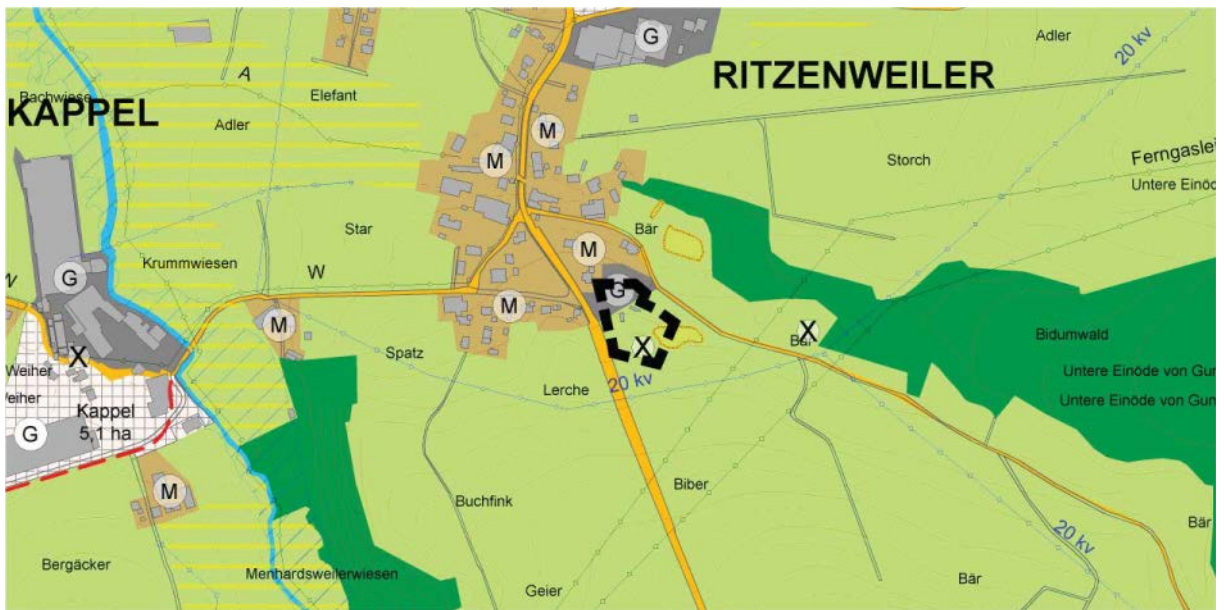 G
Adler
20 kv
RITZENWEILER
A
Bachwiese
Elefant
KAPPEL
Adler
M
M
Storch
Ferngaslei
Untere Einöd
Star
Bär
M
Krummwiesen
W
G
G
M
M
X
Bär
X
Bidumwald
X
Spatz
Weiher
Untere Einöde von Gun
20 kv
Lerche
Weiher
Untere Einöde von Gun
Kappel
5,1 ha
G
M
Buchfink
Biber
Bär
20 kv
Bergäcker
Menhardsweilerwiesen
Geier
Bär